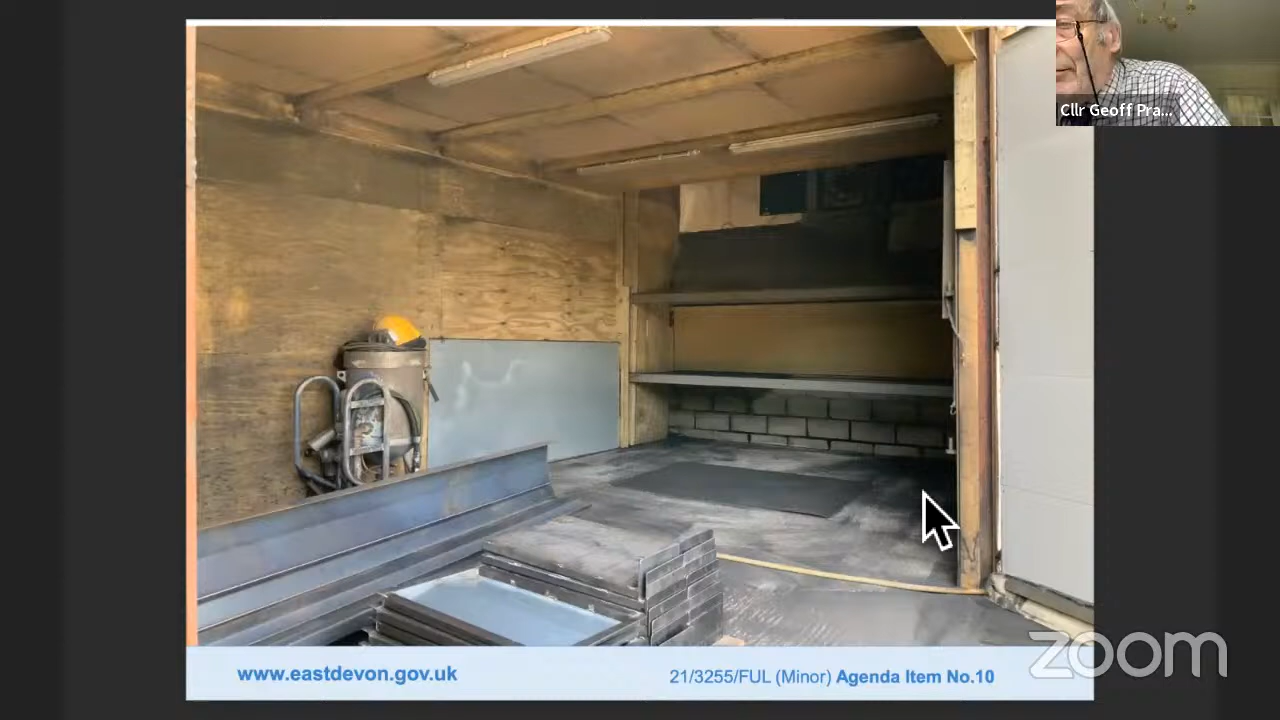 Cllr Geoff Pra...
www.eastdevon.gov.uk
21/3255/FUL (Minor) Agenda Item No.10
zoom